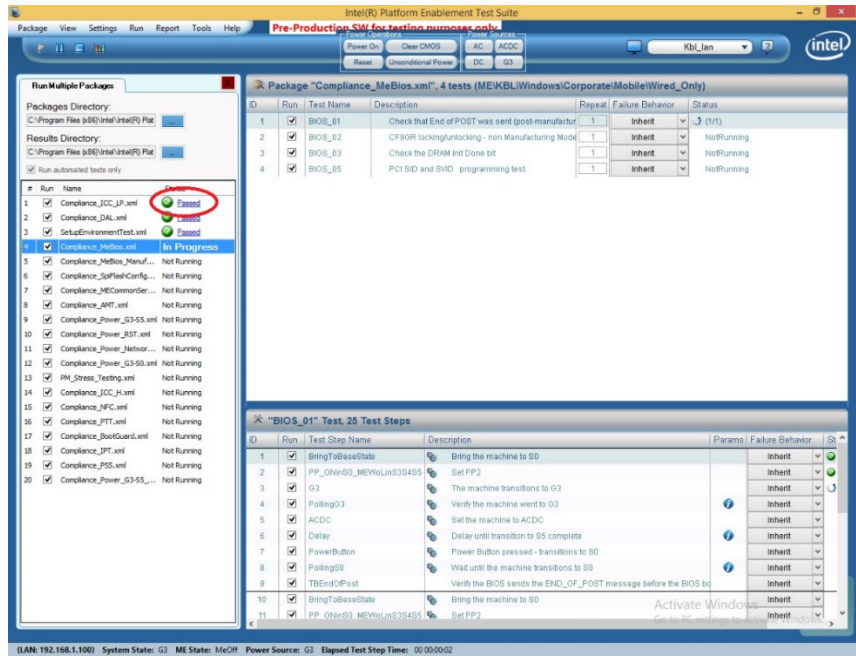 Intel(R) Platform Enablement Test Suite
Package View Settings Run Report Tools Help
Pre-Production SW for testing purposes only
Power Operations Power Sources
Power On Clear CMOS AC ACDC
Reset Unconditional Power DC G3
Kbl_lan
intel
Run Multiple Packages
Packages Directory:
C:\Program Files (x86)\Intel\Intel(R) Plat ...
Results Directory:
C:\Program Files (x86)\Intel\Intel(R) Plat ...
Run automated tests only
# Run Name Status
1 Compliance_ICC_LP.xml Passed
2 Compliance_DAL.xml Passed
3 SetupEnvironmentTest.xml Passed
4 Compliance_MeBios.xml In Progress
5 Compliance_MeBios_Manuf... Not Running
6 Compliance_SpiFlashConfig... Not Running
7 Compliance_MECommonSer... Not Running
8 Compliance_AMT.xml Not Running
9 Compliance_Power_G3-S5.xml Not Running
10 Compliance_Power_RST.xml Not Running
11 Compliance_Power_Networ... Not Running
12 Compliance_Power_G3-S0.xml Not Running
13 PM_Stress_Testing.xml Not Running
14 Compliance_ICC_H.xml Not Running
15 Compliance_NFC.xml Not Running
16 Compliance_PTT.xml Not Running
17 Compliance_BootGuard.xml Not Running
18 Compliance_IPT.xml Not Running
19 Compliance_PSS.xml Not Running
20 Compliance_Power_G3-S5_... Not Running
Package "Compliance_MeBios.xml", 4 tests (ME\KBL\Windows\Corporate\Mobile\Wired_Only)
ID Run Test Name Description Repeat Failure Behavior Status
1 BIOS_01 Check that End of POST was sent (post-manufactur 1 Inherit (1/1)
2 BIOS_02 CF9GR locking/unlocking - non Manufacturing Mode 1 Inherit NotRunning
3 BIOS_03 Check the DRAM Init Done bit 1 Inherit NotRunning
4 BIOS_05 PCI SID and SVID programming test 1 Inherit NotRunning
"BIOS_01" Test, 25 Test Steps
ID Run Test Step Name Description Params Failure Behavior St
1 BringToBaseState Bring the machine to S0 Inherit
2 PP_ONinS0_MEWoLinS3S4S5 Set PP2 Inherit
3 G3 The machine transitions to G3 Inherit
4 PollingG3 Verify the machine went to G3 Inherit
5 ACDC Set the machine to ACDC Inherit
6 Delay Delay until transition to S5 complete Inherit
7 PowerButton Power Button pressed - transitions to S0 Inherit
8 PollingS0 Wait until the machine transitions to S0 Inherit
9 TBEndOfPost Verify the BIOS sends the END_OF_POST message before the BIOS bo Inherit
10 BringToBaseState Bring the machine to S0 Inherit
11 PP_ONinS0_MEWoLinS3S4S5 Set PP2 Inherit
Activate Windows
Go to PC settings to activate Windows.
(LAN: 192.168.1.100) System State: G3 ME State: MeOff Power Source: G3 Elapsed Test Step Time: 00:00:00:02